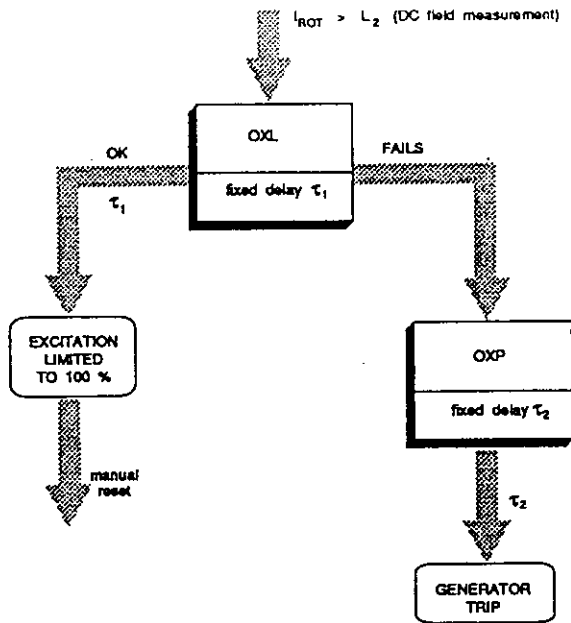 I_ROT > L_2 (DC field measurement)
OXL
OK
FAILS
fixed delay τ_1
τ_1
EXCITATION
LIMITED
TO 100 %
OXP
fixed delay τ_2
manual
reset
τ_2
GENERATOR
TRIP